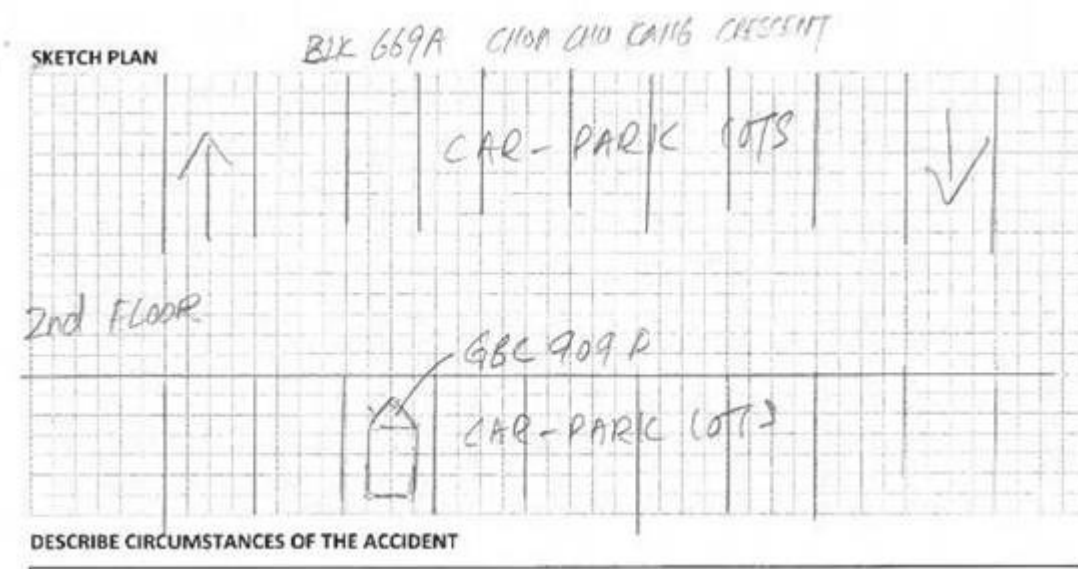 BLK 669A CHOA CHU KANG CRESCENT
SKETCH PLAN
CAR-PARK LOTS
2nd FLOOR
GBC 909 P
CAR-PARK LOTS
DESCRIBE CIRCUMSTANCES OF THE ACCIDENT